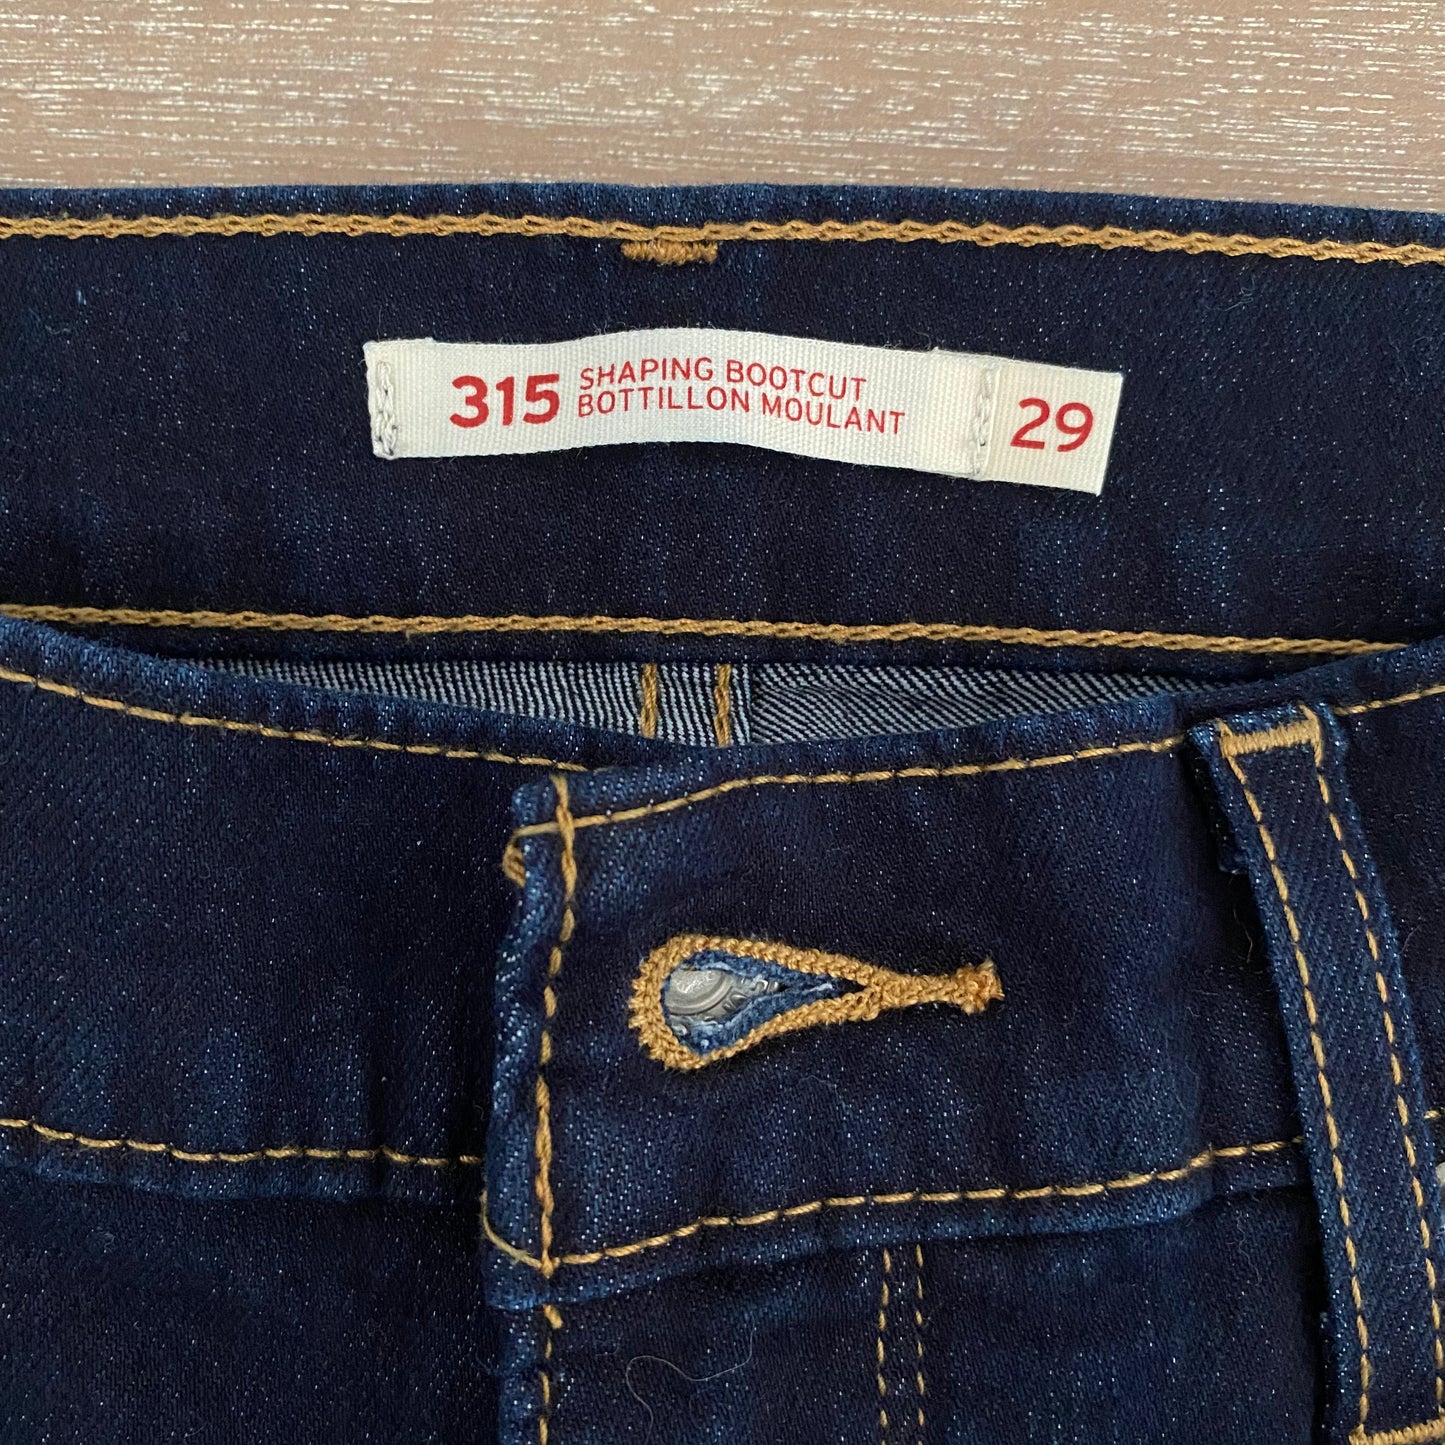 315
SHAPING BOOTCUT
BOTTILLON MOULANT
29